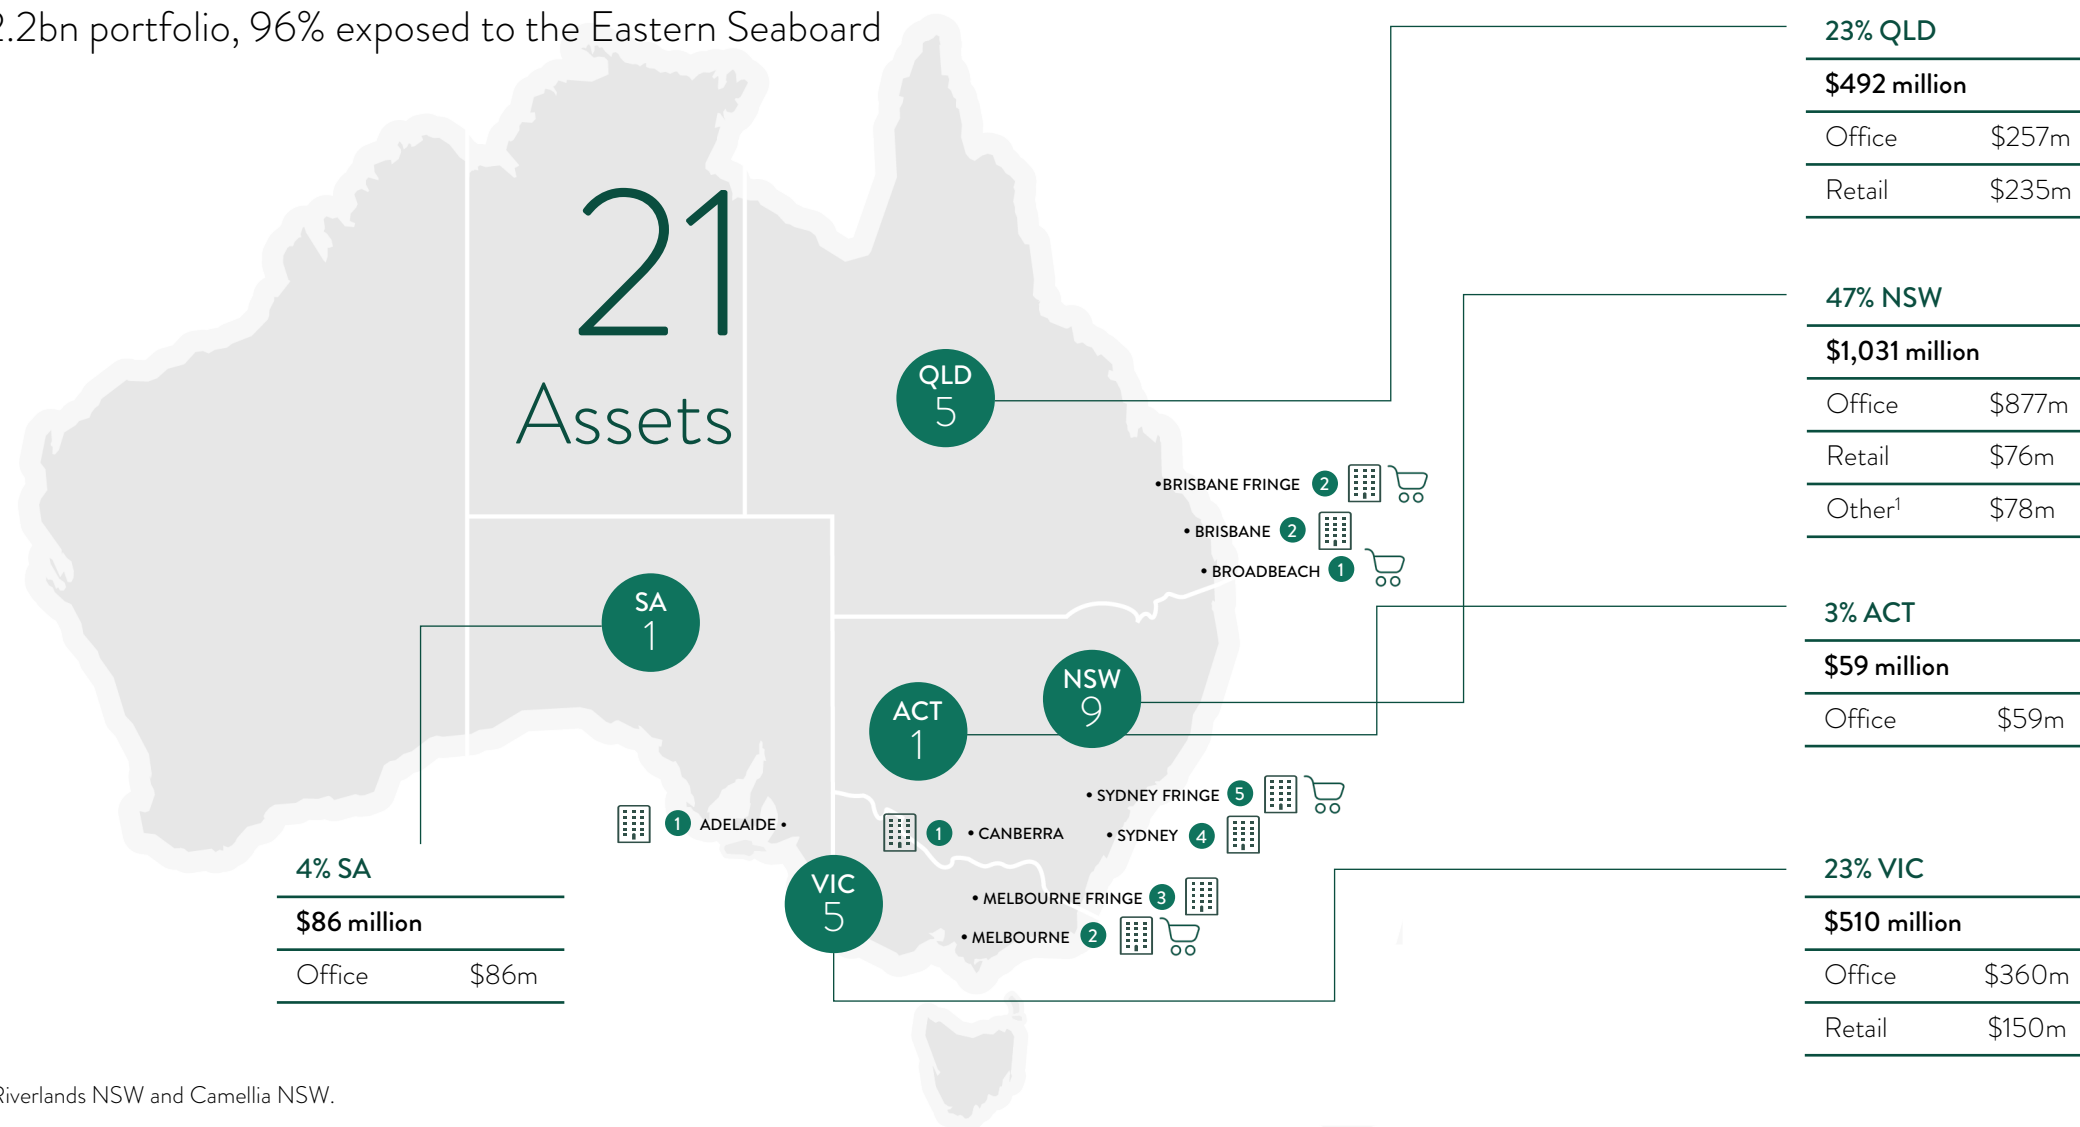 2.2bn portfolio, 96% exposed to the Eastern Seaboard
21
Assets
QLD
5
•BRISBANE FRINGE 2
• BRISBANE 2
• BROADBEACH 1
SA
1
NSW
9
ACT
1
• SYDNEY FRINGE 5
• SYDNEY 4
1 ADELAIDE •
1 • CANBERRA
VIC
5
• MELBOURNE FRINGE 3
• MELBOURNE 2
23% QLD
$492 million
Office $257m
Retail $235m
47% NSW
$1,031 million
Office $877m
Retail $76m
Other¹ $78m
3% ACT
$59 million
Office $59m
23% VIC
$510 million
Office $360m
Retail $150m
4% SA
$86 million
Office $86m
Riverlands NSW and Camellia NSW.